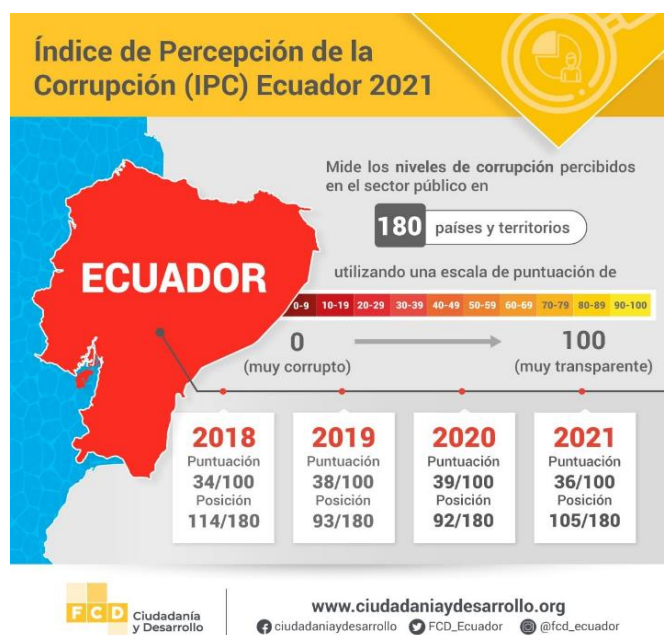 Índice de Percepción de la
Corrupción (IPC) Ecuador 2021
Mide los niveles de corrupción percibidos
en el sector público en
180 países y territorios
utilizando una escala de puntuación de
ECUADOR
0-9 10-19 20-29 30-39 40-49 50-59 60-69 70-79 80-89 90-100
0
(muy corrupto)
100
(muy transparente)
2018
Puntuación
34/100
Posición
114/180
2019
Puntuación
38/100
Posición
93/180
2020
Puntuación
39/100
Posición
92/180
2021
Puntuación
36/100
Posición
105/180
FCD
Ciudadanía
y Desarrollo
www.ciudadaniaydesarrollo.org
ciudadaniaydesarrollo FCD_Ecuador @fcd_ecuador